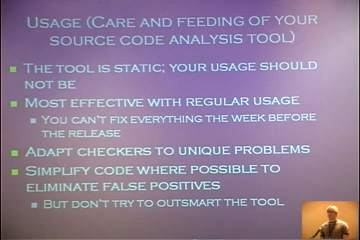 USAGE (CARE AND FEEDING OF YOUR
SOURCE CODE ANALYSIS TOOL)
THE TOOL IS STATIC; YOUR USAGE SHOULD
NOT BE
MOST EFFECTIVE WITH REGULAR USAGE
YOU CAN'T FIX EVERYTHING THE WEEK BEFORE
THE RELEASE
ADAPT CHECKERS TO UNIQUE PROBLEMS
SIMPLIFY CODE WHERE POSSIBLE TO
ELIMINATE FALSE POSITIVES
BUT DON'T TRY TO OUTSMART THE TOOL